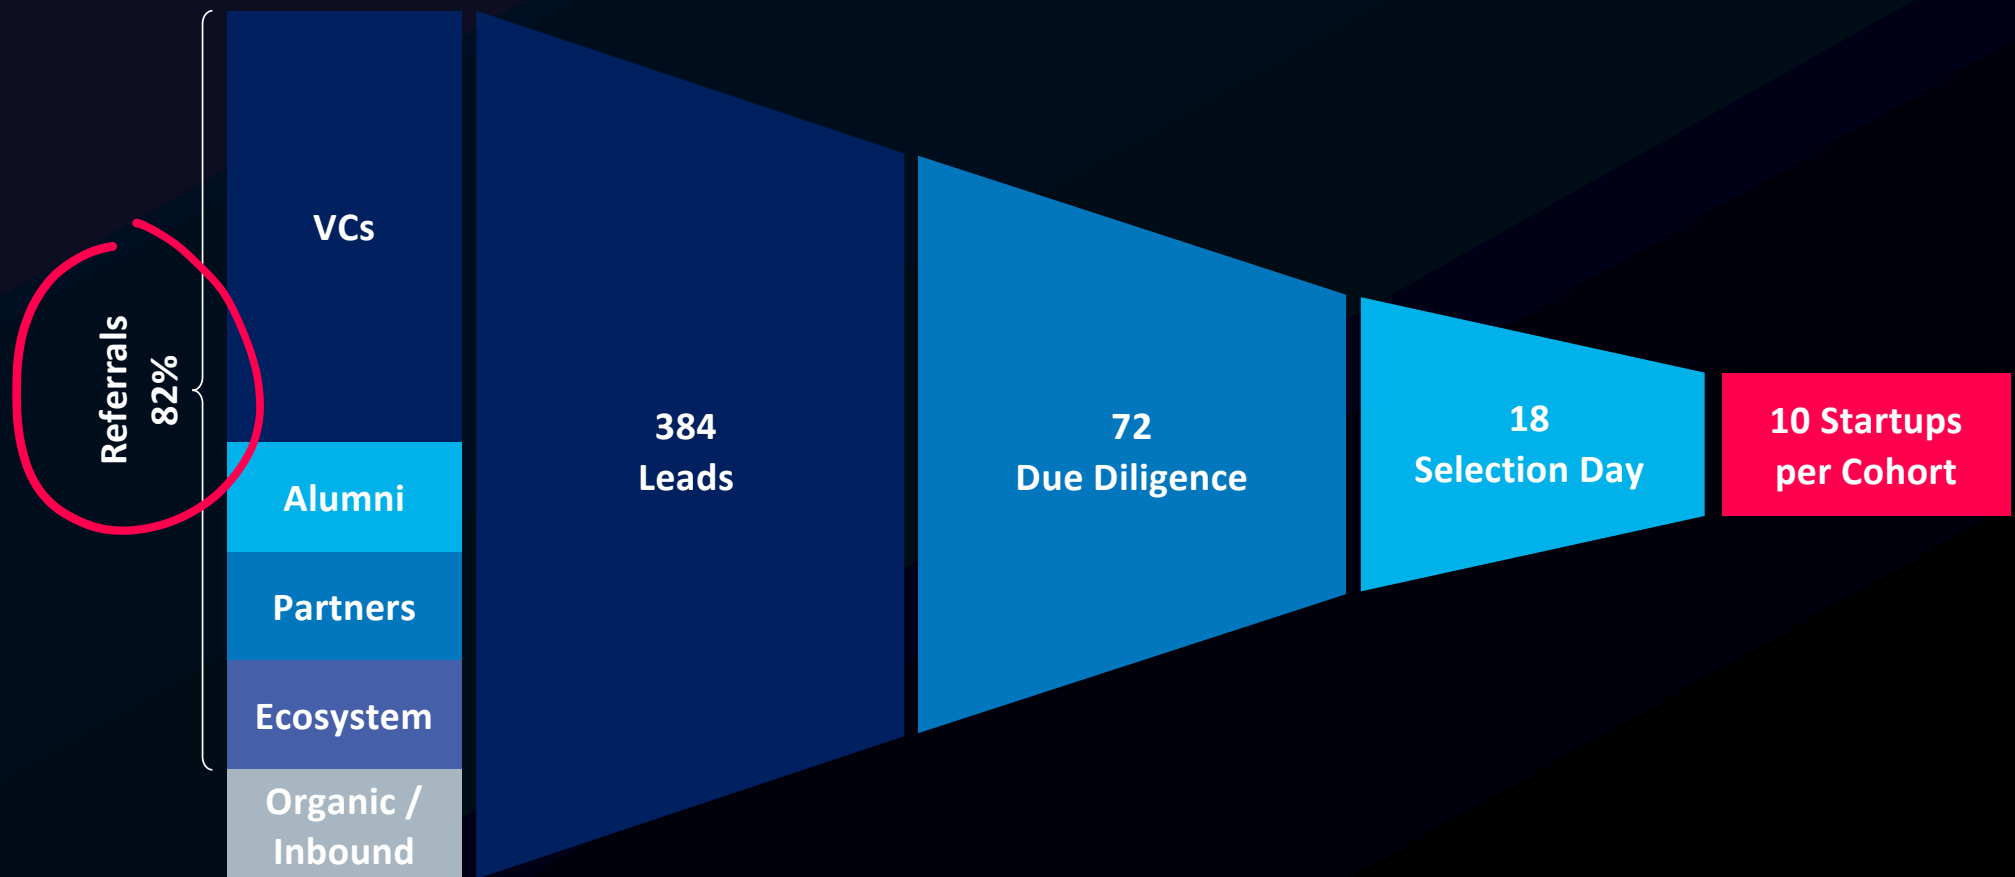 Referrals
82%
VCs
Alumni
Partners
Ecosystem
Organic /
Inbound
384
Leads
72
Due Diligence
18
Selection Day
10 Startups
per Cohort